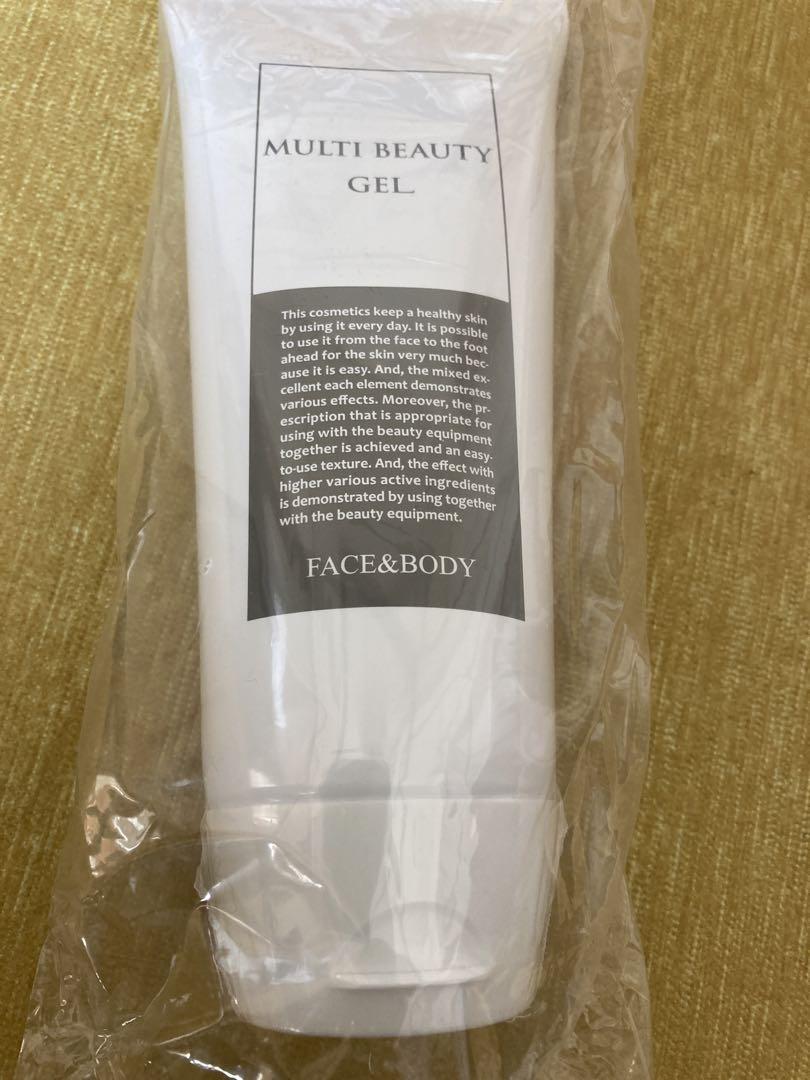 MULTI BEAUTY
GEL
This cosmetics keep a healthy skin
by using it every day. It is possible
to use it from the face to the foot
ahead for the skin very much bec-
ause it is easy. And, the mixed ex-
cellent each element demonstrates
various effects. Moreover, the pr-
escription that is appropriate for
using with the beauty equipment
together is achieved and an easy-
to-use texture. And, the effect with
higher various active ingredients
is demonstrated by using together
with the beauty equipment.
FACE&BODY